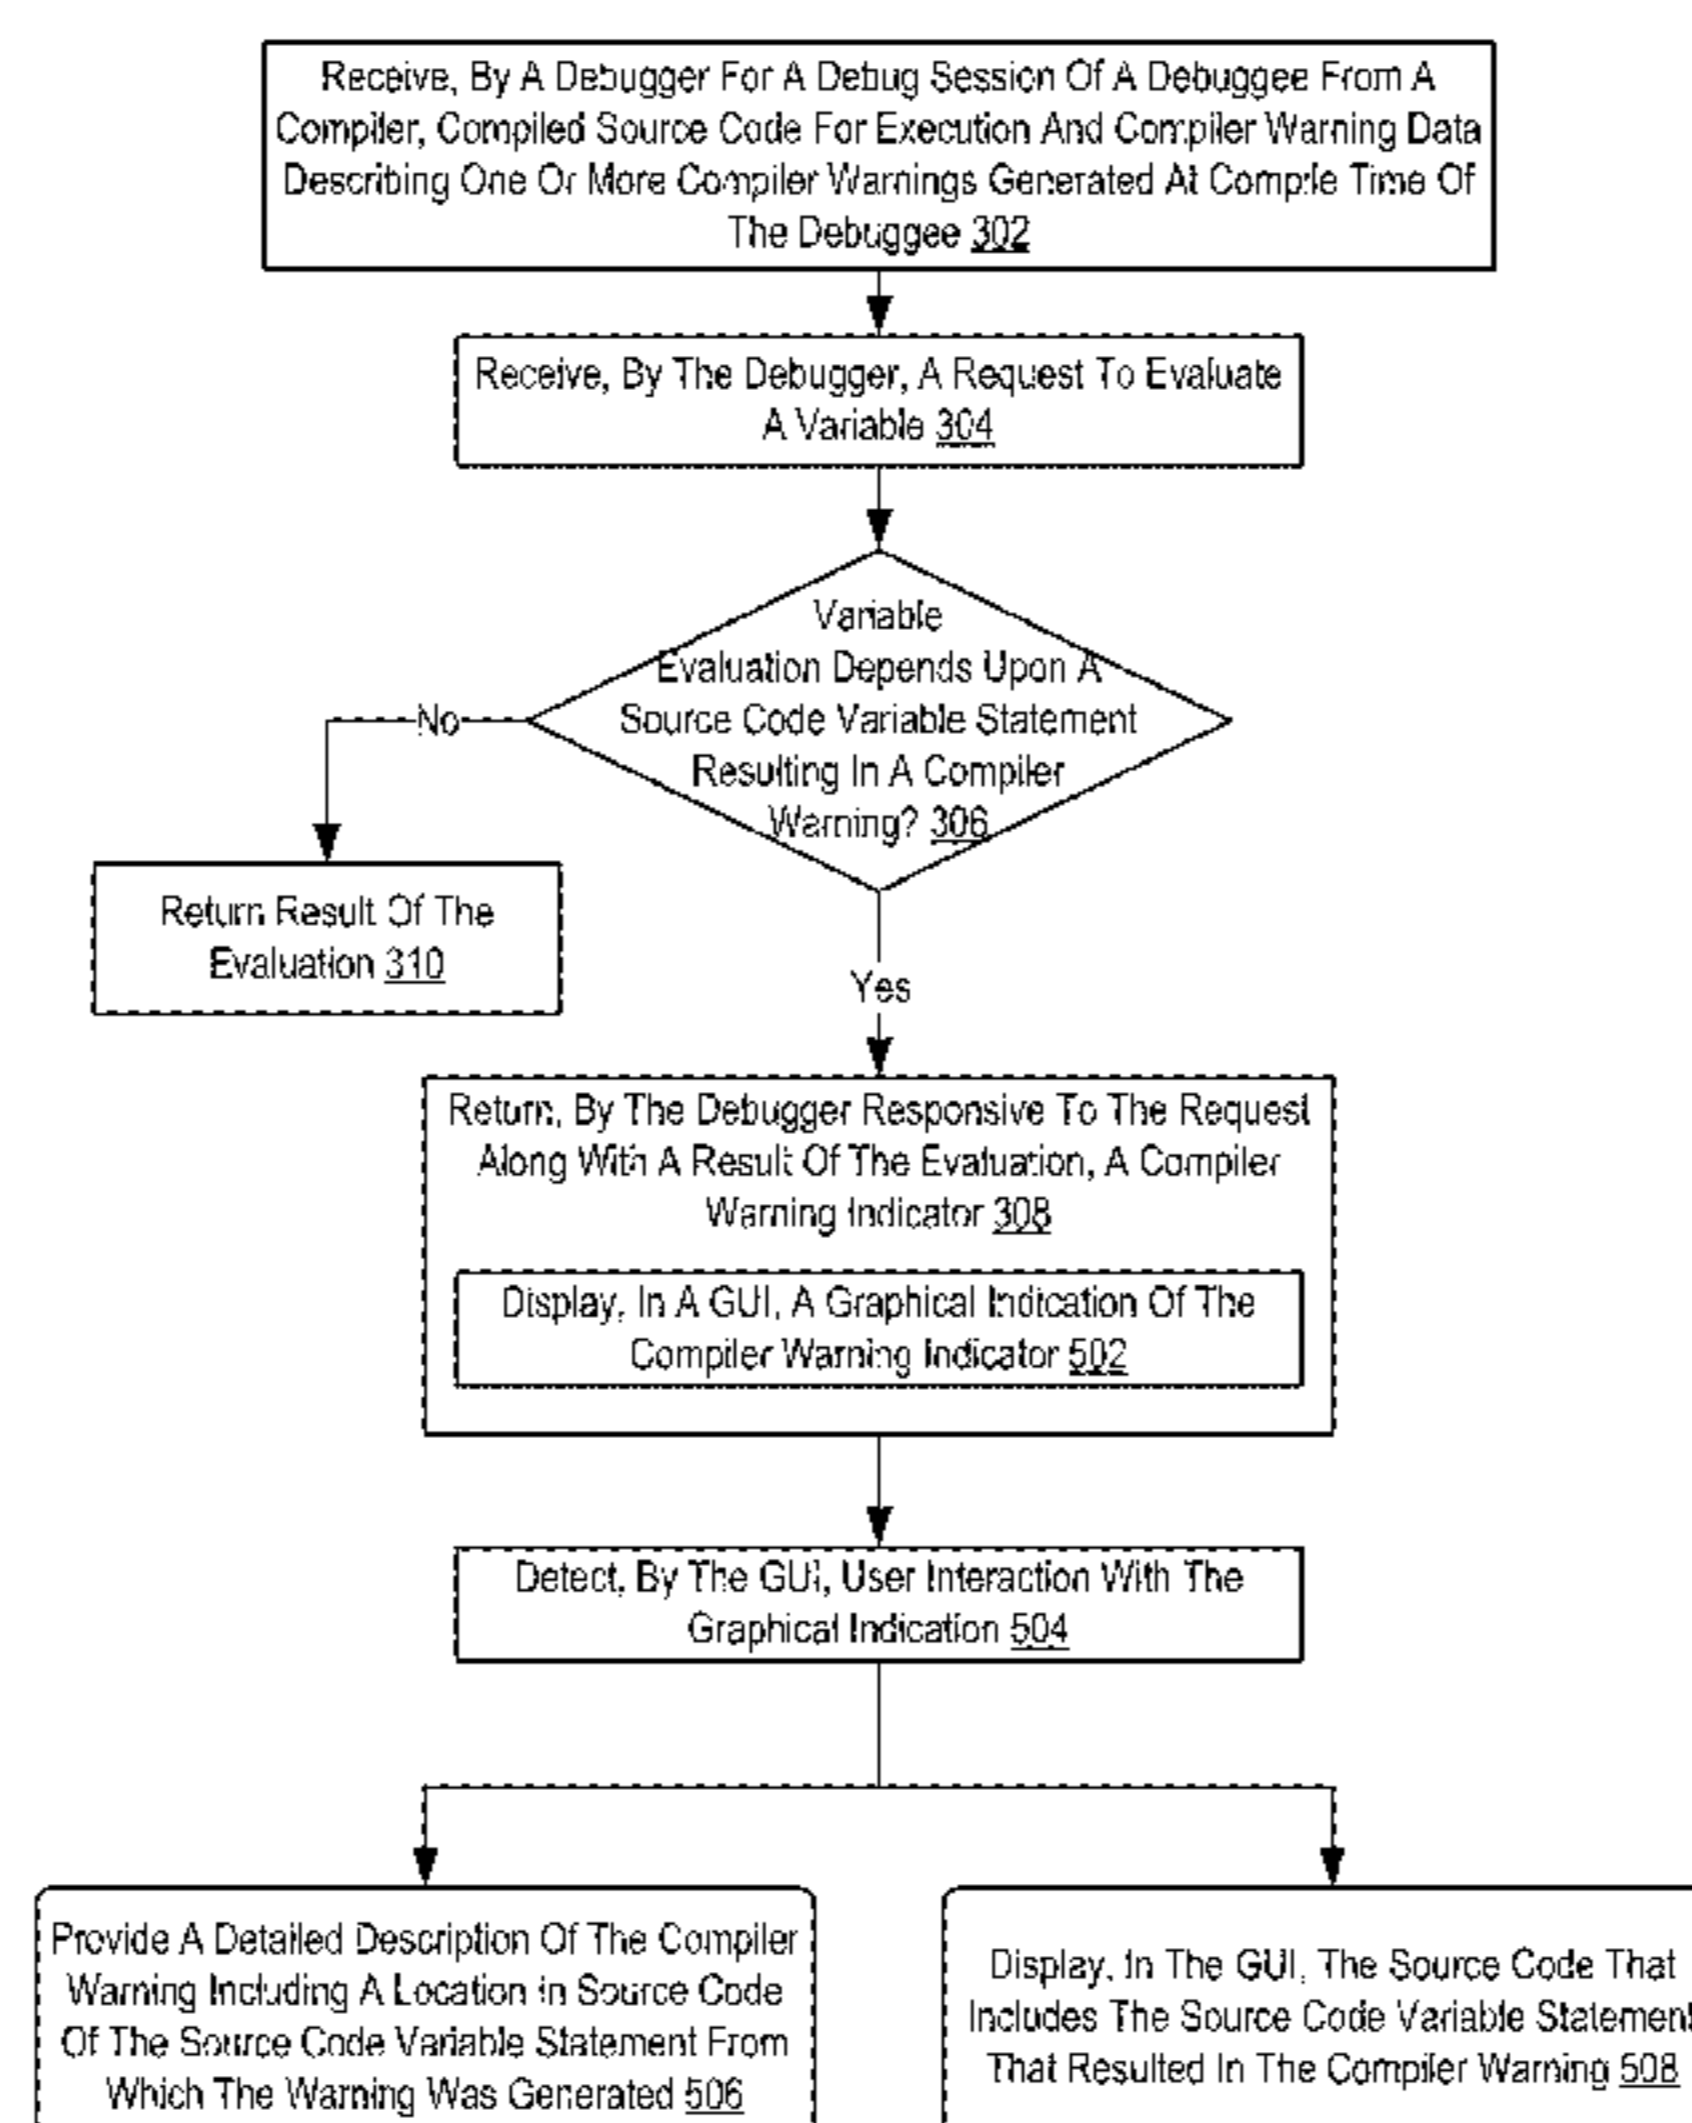 Receive, By A Debugger For A Debug Session Of A Debuggee From A
Compiler, Compiled Source Code For Execution And Compiler Warning Data
Describing One Or More Compiler Warnings Generated At Compile Time Of
The Debuggee 302
Receive, By The Debugger, A Request To Evaluate
A Variable 304
Variable
Evaluation Depends Upon A
Source Code Variable Statement
Resulting In A Compiler
Warning? 306
No
Return Result Of The
Evaluation 310
Yes
Return, By The Debugger Responsive To The Request
Along With A Result Of The Evaluation, A Compiler
Warning Indicator 308
Display, In A GUI, A Graphical Indication Of The
Compiler Warning Indicator 502
Detect, By The GUI, User Interaction With The
Graphical Indication 504
Provide A Detailed Description Of The Compiler
Warning Including A Location In Source Code
Of The Source Code Variable Statement From
Which The Warning Was Generated 506
Display, In The GUI, The Source Code That
Includes The Source Code Variable Statement
That Resulted In The Compiler Warning 508